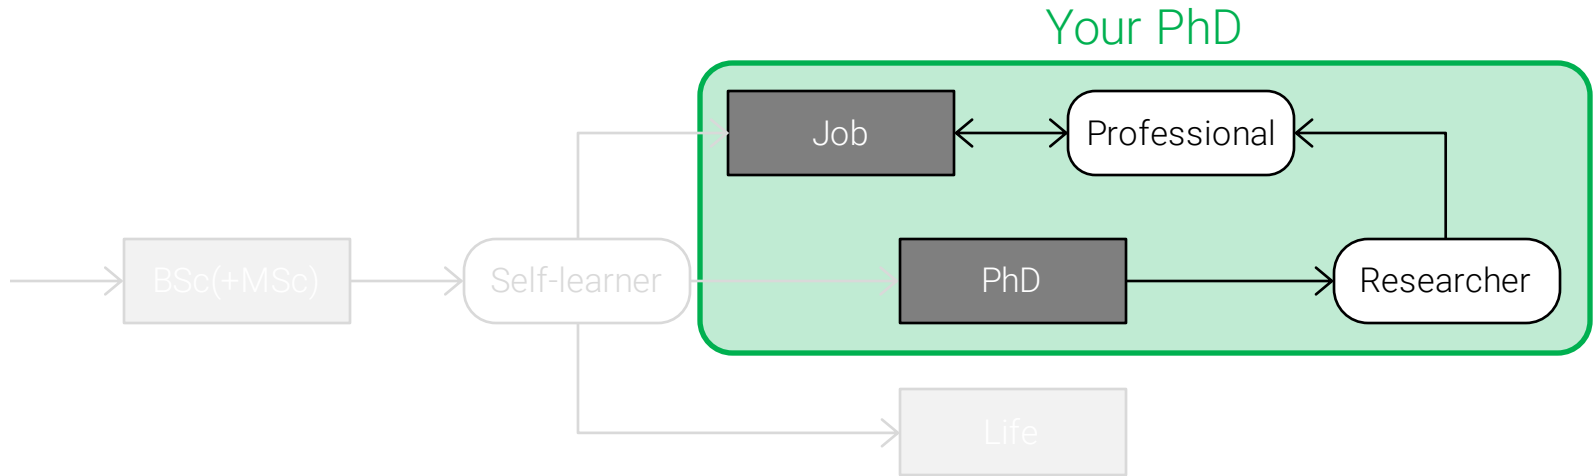 Your PhD
Job
Professional
BSc(+MSc)
Self-learner
PhD
Researcher
Life